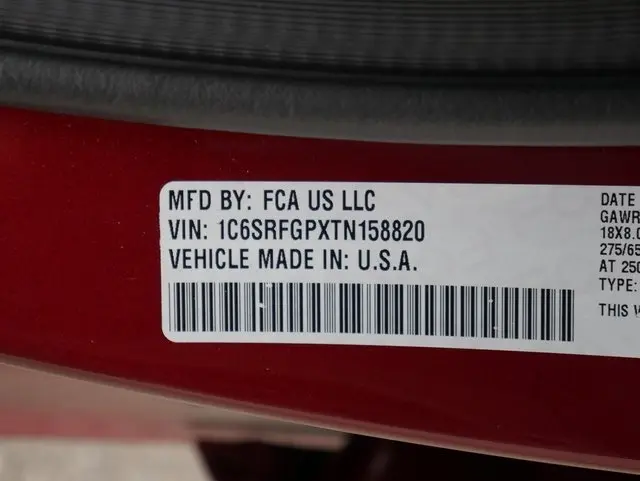 MFD BY: FCA US LLC
VIN: 1C6SRFGPXTN158820
VEHICLE MADE IN: U.S.A.
DATE
GAWR
18X8.0
275/65
AT 250
TYPE:
THIS V